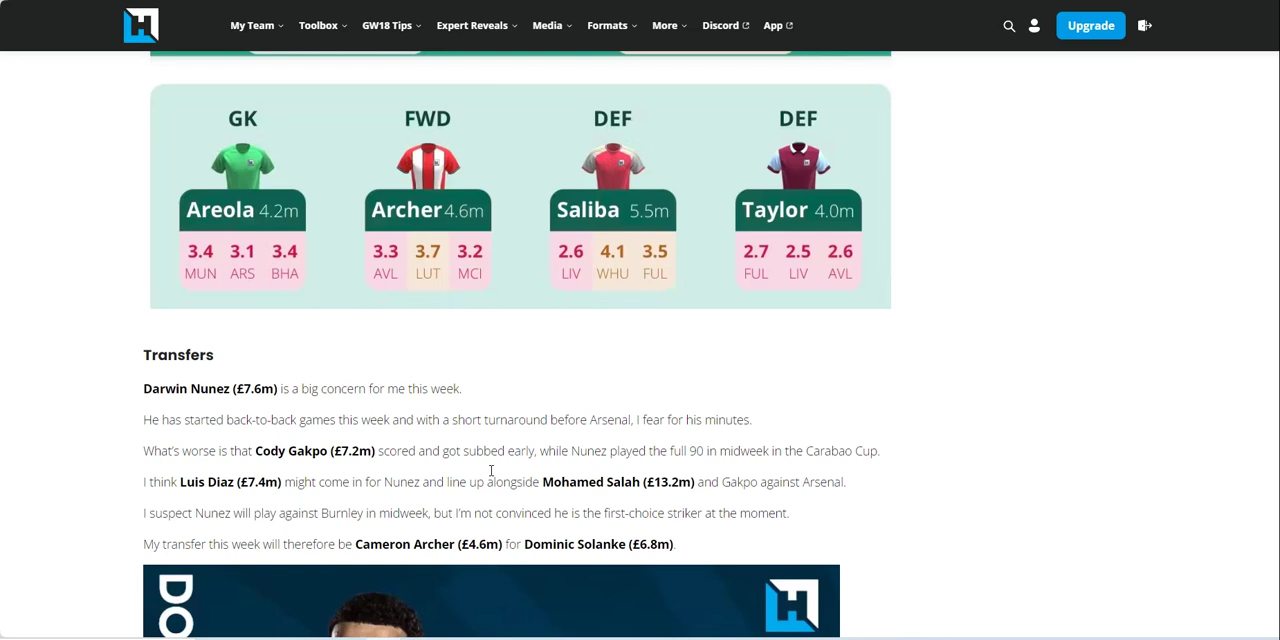 My Team Toolbox GW18 Tips Expert Reveals Media Formats More Discord App Upgrade
GK FWD DEF DEF
Areola 4.2m Archer 4.6m Saliba 5.5m Taylor 4.0m
3.4 3.1 3.4 3.3 3.7 3.2 2.6 4.1 3.5 2.7 2.5 2.6
MUN ARS BHA AVL LUT MCI LIV WHU FUL FUL LIV AVL
Transfers
Darwin Nunez (£7.6m) is a big concern for me this week.
He has started back-to-back games this week and with a short turnaround before Arsenal, I fear for his minutes.
What's worse is that Cody Gakpo (£7.2m) scored and got subbed early, while Nunez played the full 90 in midweek in the Carabao Cup.
I think Luis Diaz (£7.4m) might come in for Nunez and line up alongside Mohamed Salah (£13.2m) and Gakpo against Arsenal.
I suspect Nunez will play against Burnley in midweek, but I'm not convinced he is the first-choice striker at the moment.
My transfer this week will therefore be Cameron Archer (£4.6m) for Dominic Solanke (£6.8m).
DO